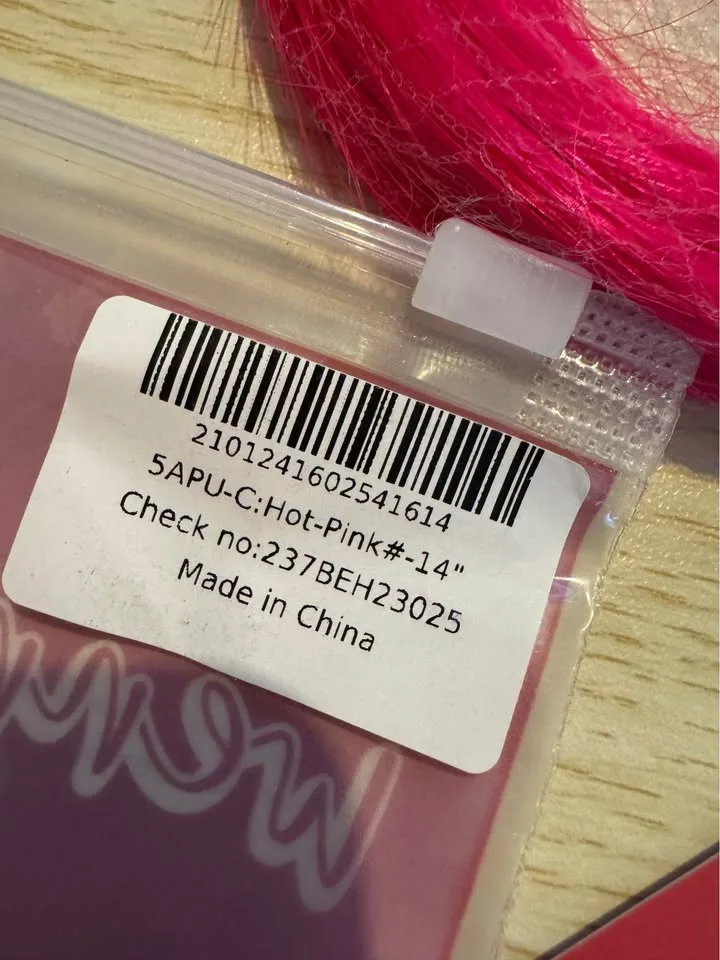 2101241602541614
5APU-C:Hot-Pink#-14"
Check no:237BEH23025
Made in China